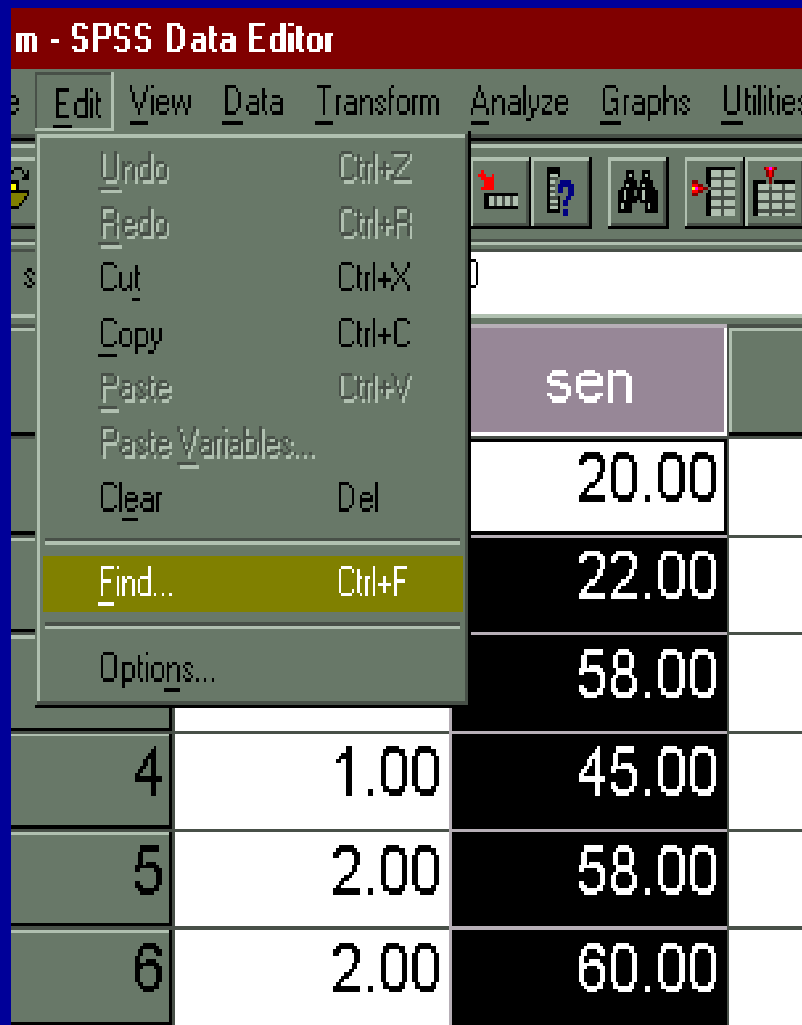 m - SPSS Data Editor
e Edit View Data Transform Analyze Graphs Utilities
Undo Ctrl+Z
Redo Ctrl+R
Cut Ctrl+X
Copy Ctrl+C
Paste Ctrl+V
Paste Variables...
Clear Del
Find... Ctrl+F
Options...
s
sen
20.00
22.00
58.00
4 1.00 45.00
5 2.00 58.00
6 2.00 60.00